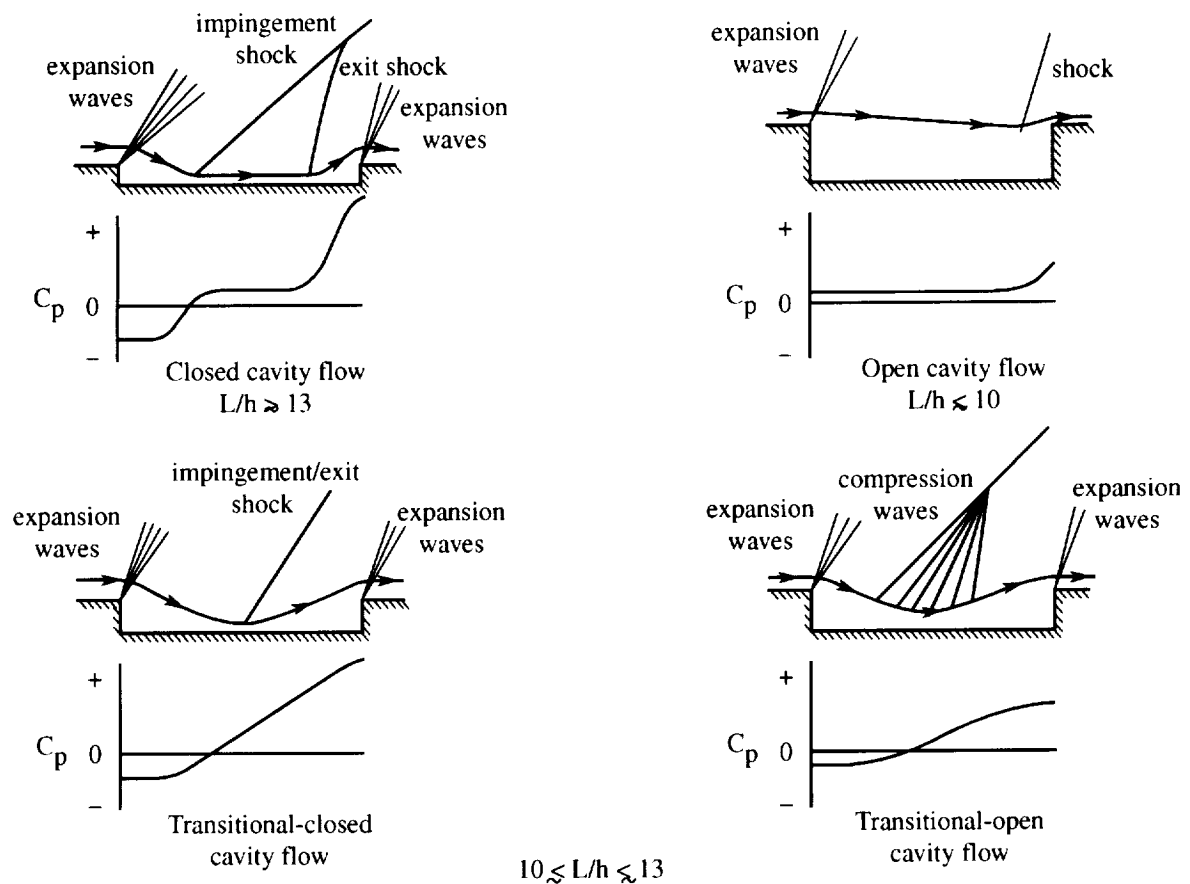 impingement
shock
expansion
waves
exit shock
expansion
waves
+
Cp 0
−
Closed cavity flow
L/h ≳ 13
expansion
waves
shock
+
Cp 0
−
Open cavity flow
L/h ≲ 10
impingement/exit
shock
expansion
waves
expansion
waves
+
Cp 0
−
Transitional-closed
cavity flow
compression
waves
expansion
waves
expansion
waves
+
Cp 0
−
Transitional-open
cavity flow
10 ≲ L/h ≲ 13